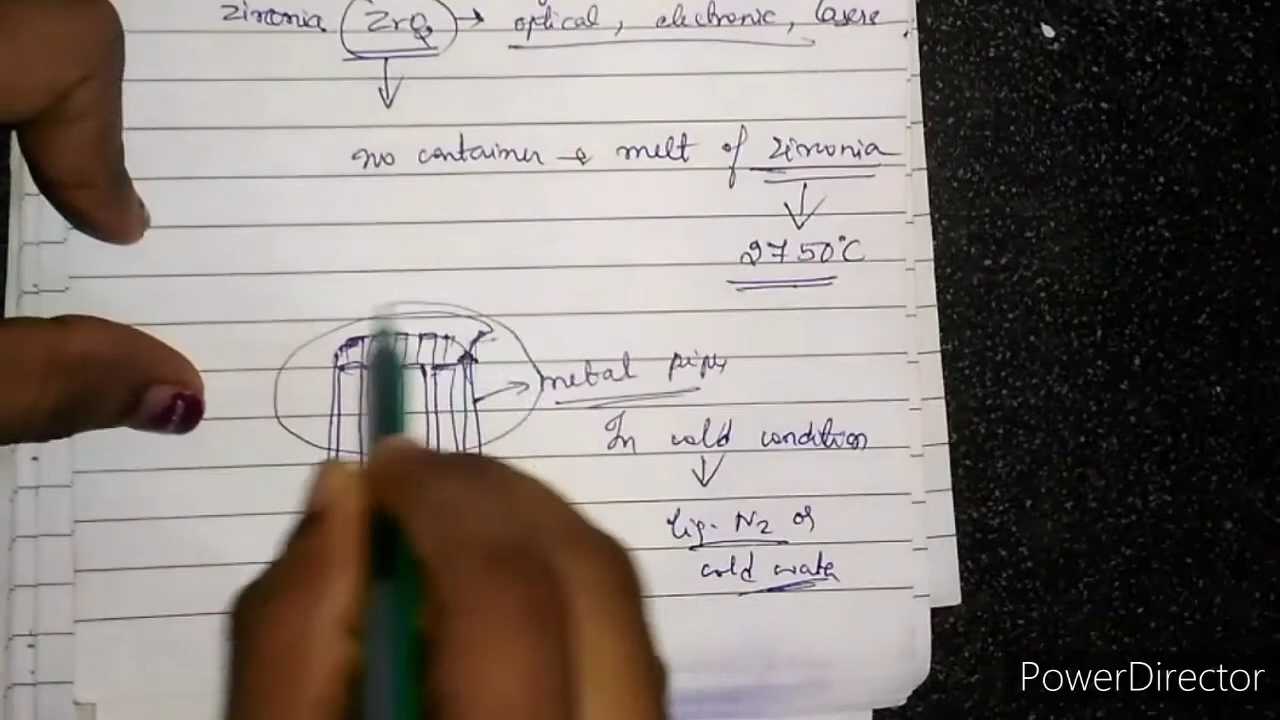 Zirconia ZrO2 → optical, electronic, lasers
no container → melt of zirconia
2750°C
metal pipes
In cold condition
liq. N2 or
cold water
PowerDirector